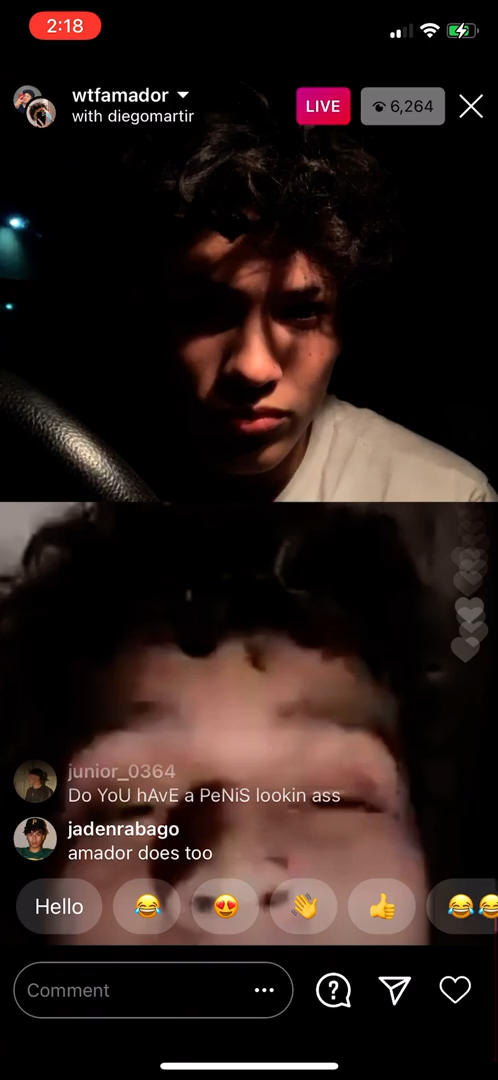 2:18
wtfamador
with diegomartir
LIVE
6,264
junior_0364
Do YoU hAvE a PeNiS lookin ass
jadenrabago
amador does too
Hello
Comment